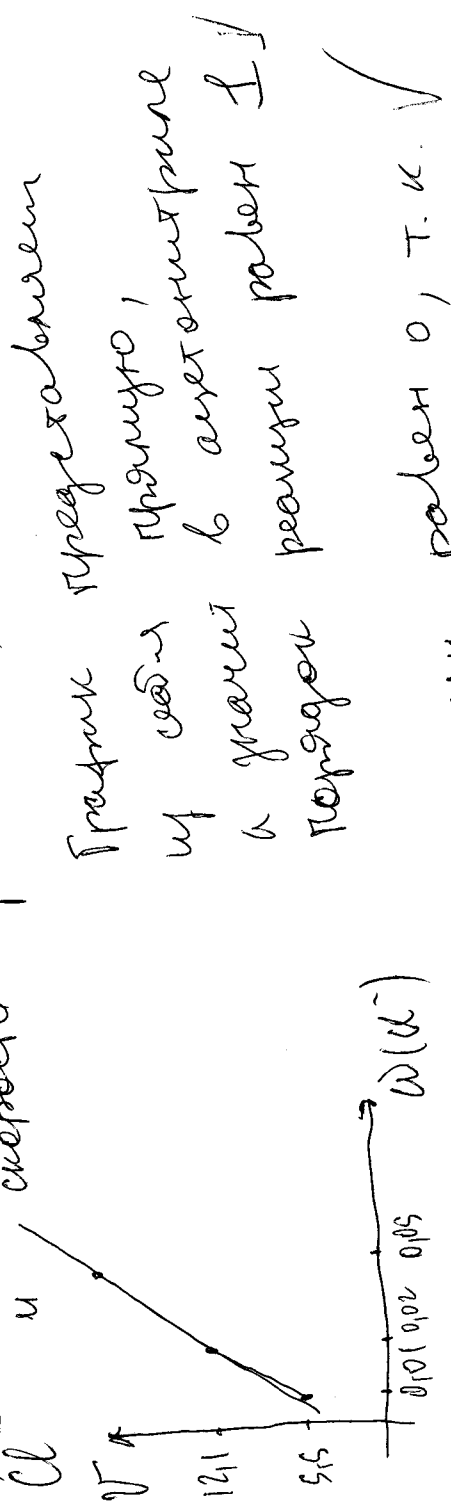 Cl⁻ и скорости
График представляет
из себя прямую,
а значит в ацетонитриле
порядок реакции равен 1 √
равен 0, т.к. √
V
12,1
5,5
0,01 0,02 0,05
ω(Cl⁻)